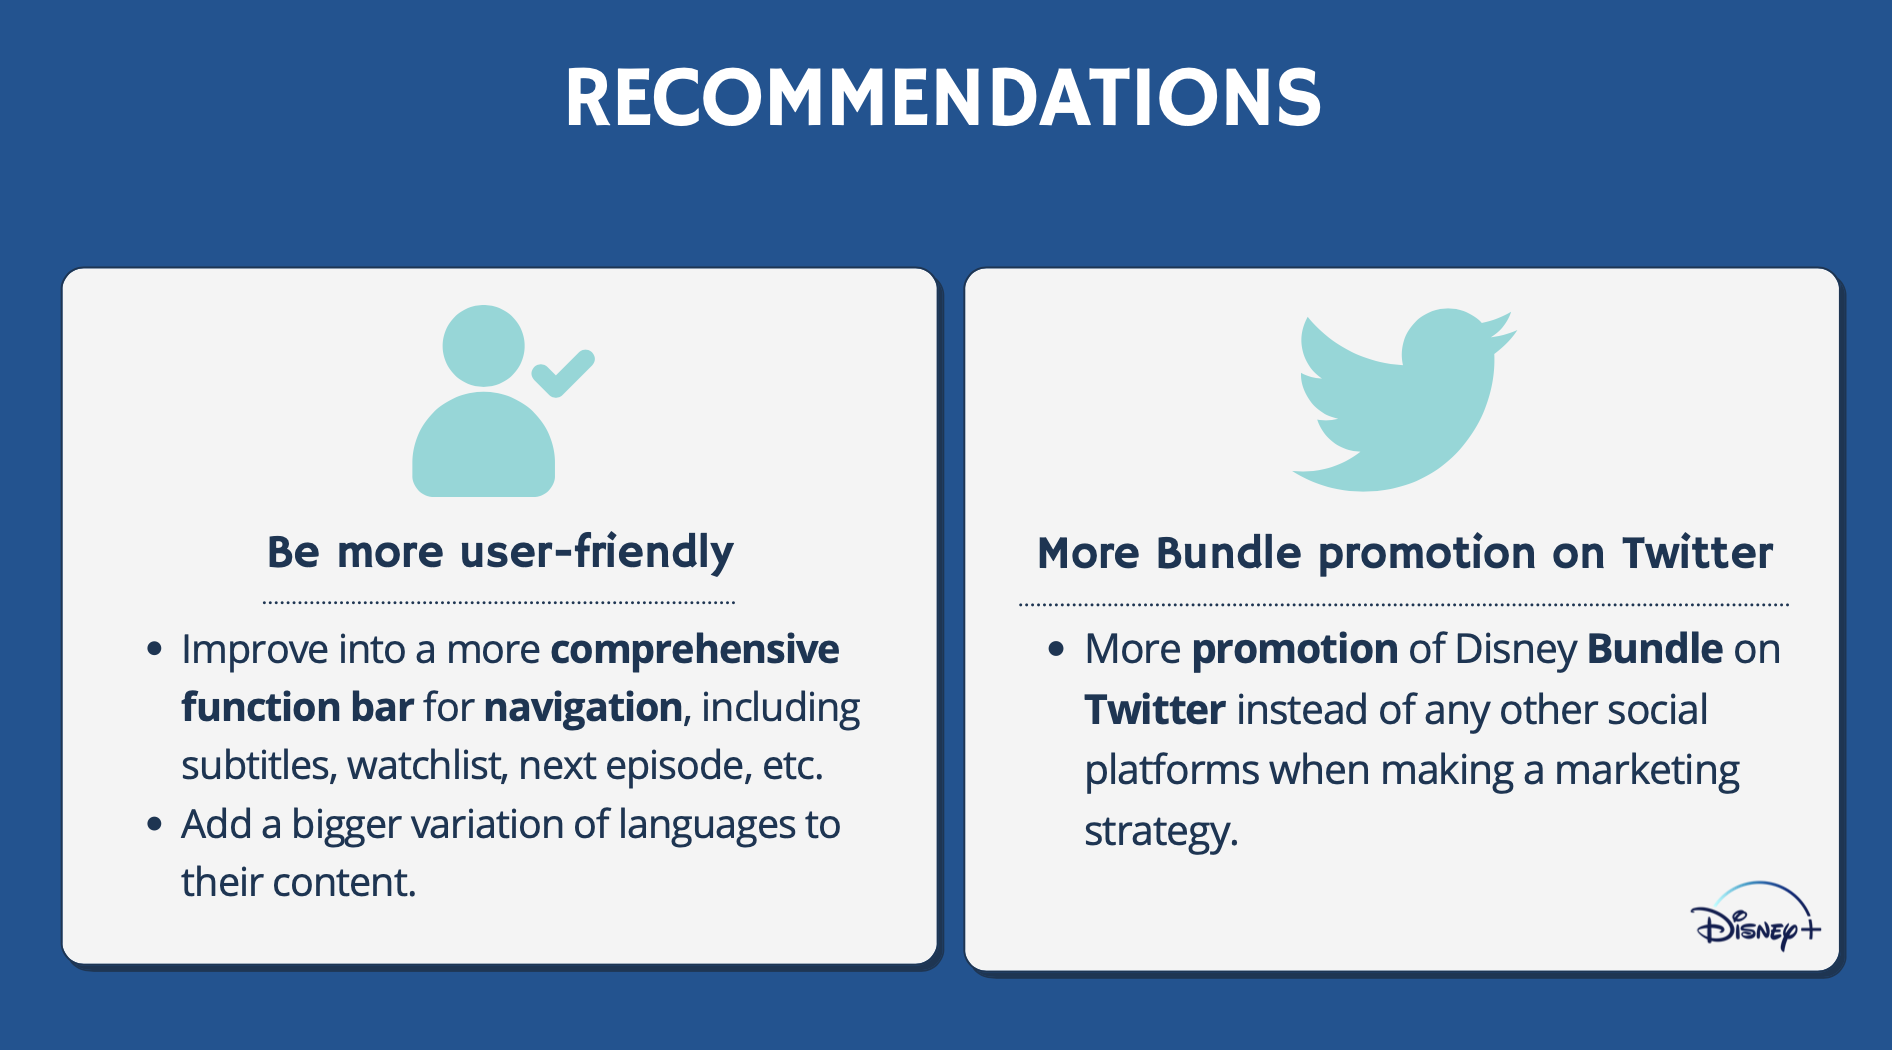 RECOMMENDATIONS
Be more user-friendly
• Improve into a more comprehensive
function bar for navigation, including
subtitles, watchlist, next episode, etc.
• Add a bigger variation of languages to
their content.
More Bundle promotion on Twitter
• More promotion of Disney Bundle on
Twitter instead of any other social
platforms when making a marketing
strategy.
Disney+